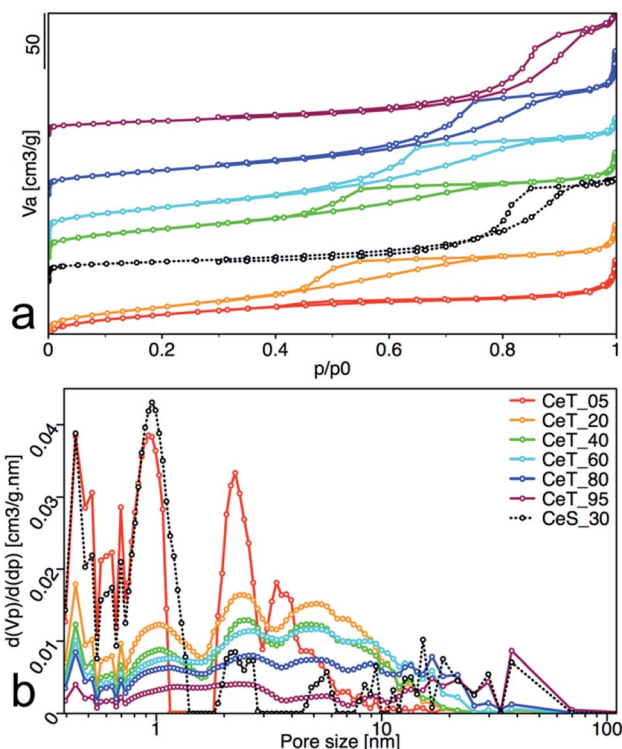 50
Va [cm3/g]
a
0 0.2 0.4 0.6 0.8 1
p/p0
d(Vp)/d(dp) [cm3/g.nm]
0.04
0.03
0.02
0.01
0
CeT_05
CeT_20
CeT_40
CeT_60
CeT_80
CeT_95
CeS_30
b
1 10 100
Pore size [nm]